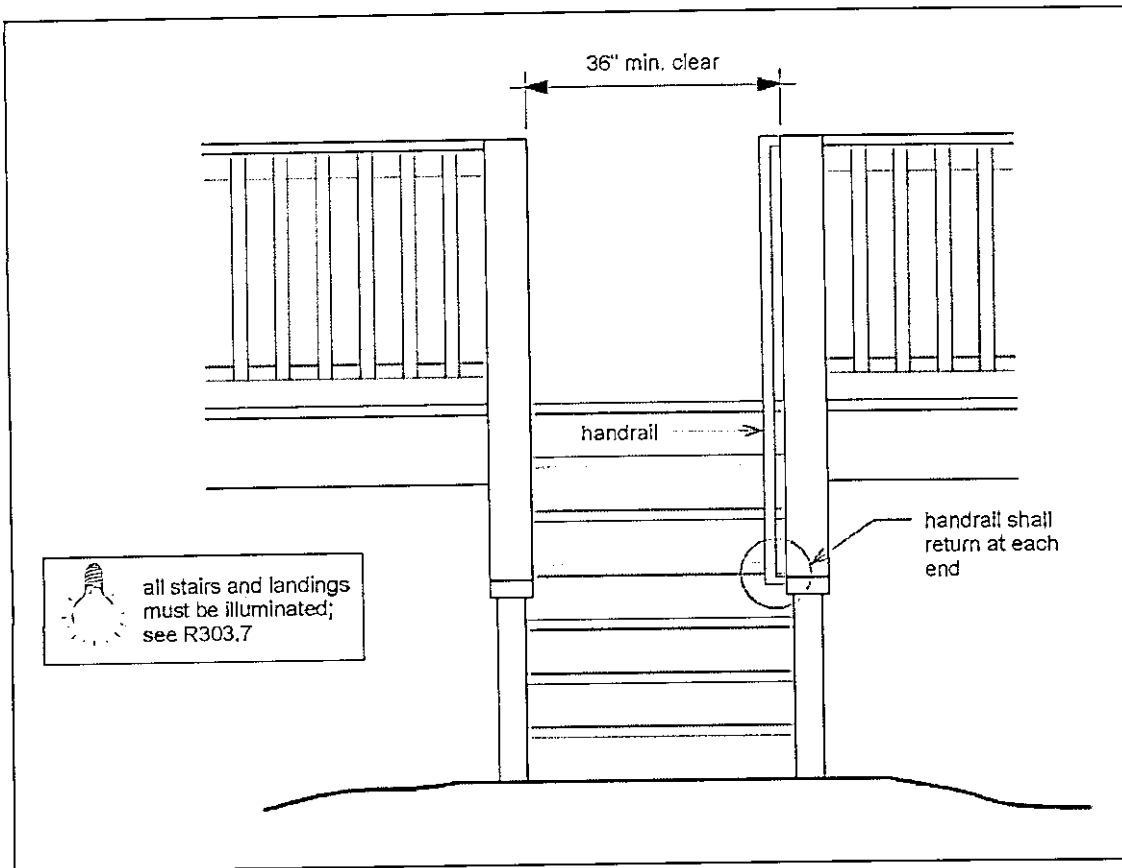 36" min. clear
handrail
handrail shall
return at each
end
all stairs and landings
must be illuminated;
see R303.7